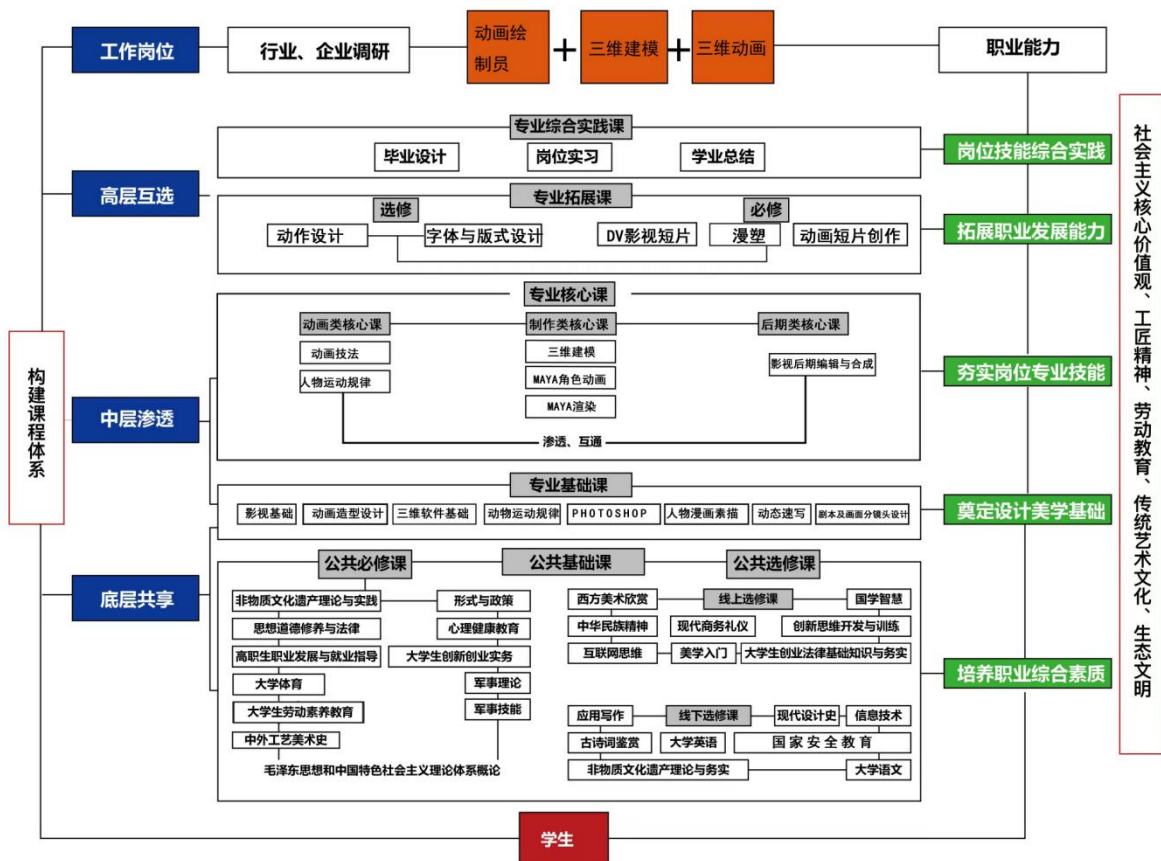 工作岗位
行业、企业调研
动画绘
制员
+
三维建模
+
三维动画
职业能力
构建课程体系
高层互选
中层渗透
底层共享
专业综合实践课
毕业设计
岗位实习
学业总结
岗位技能综合实践
专业拓展课
选修
必修
动作设计
字体与版式设计
DV影视短片
漫塑
动画短片创作
拓展职业发展能力
专业核心课
动画类核心课
制作类核心课
后期类核心课
动画技法
人物运动规律
三维建模
MAYA角色动画
MAYA渲染
影视后期编辑与合成
渗透、互通
夯实岗位专业技能
专业基础课
影视基础
动画造型设计
三维软件基础
动物运动规律
PHOTOSHOP
人物漫画素描
动态速写
剧本及画面分镜头设计
奠定设计美学基础
公共必修课
公共基础课
公共选修课
非物质文化遗产理论与实践
形式与政策
思想道德修养与法律
心理健康教育
高职生职业发展与就业指导
大学生创新创业实务
大学体育
军事理论
大学生劳动素养教育
军事技能
中外工艺美术史
毛泽东思想和中国特色社会主义理论体系概论
西方美术欣赏
线上选修课
国学智慧
中华民族精神
现代商务礼仪
创新思维开发与训练
互联网思维
美学入门
大学生创业法律基础知识与务实
应用写作
线下选修课
现代设计史
信息技术
古诗词鉴赏
大学英语
国家安全教育
非物质文化遗产理论与务实
大学语文
培养职业综合素质
社会主义核心价值观、工匠精神、劳动教育、传统艺术文化、生态文明
学生